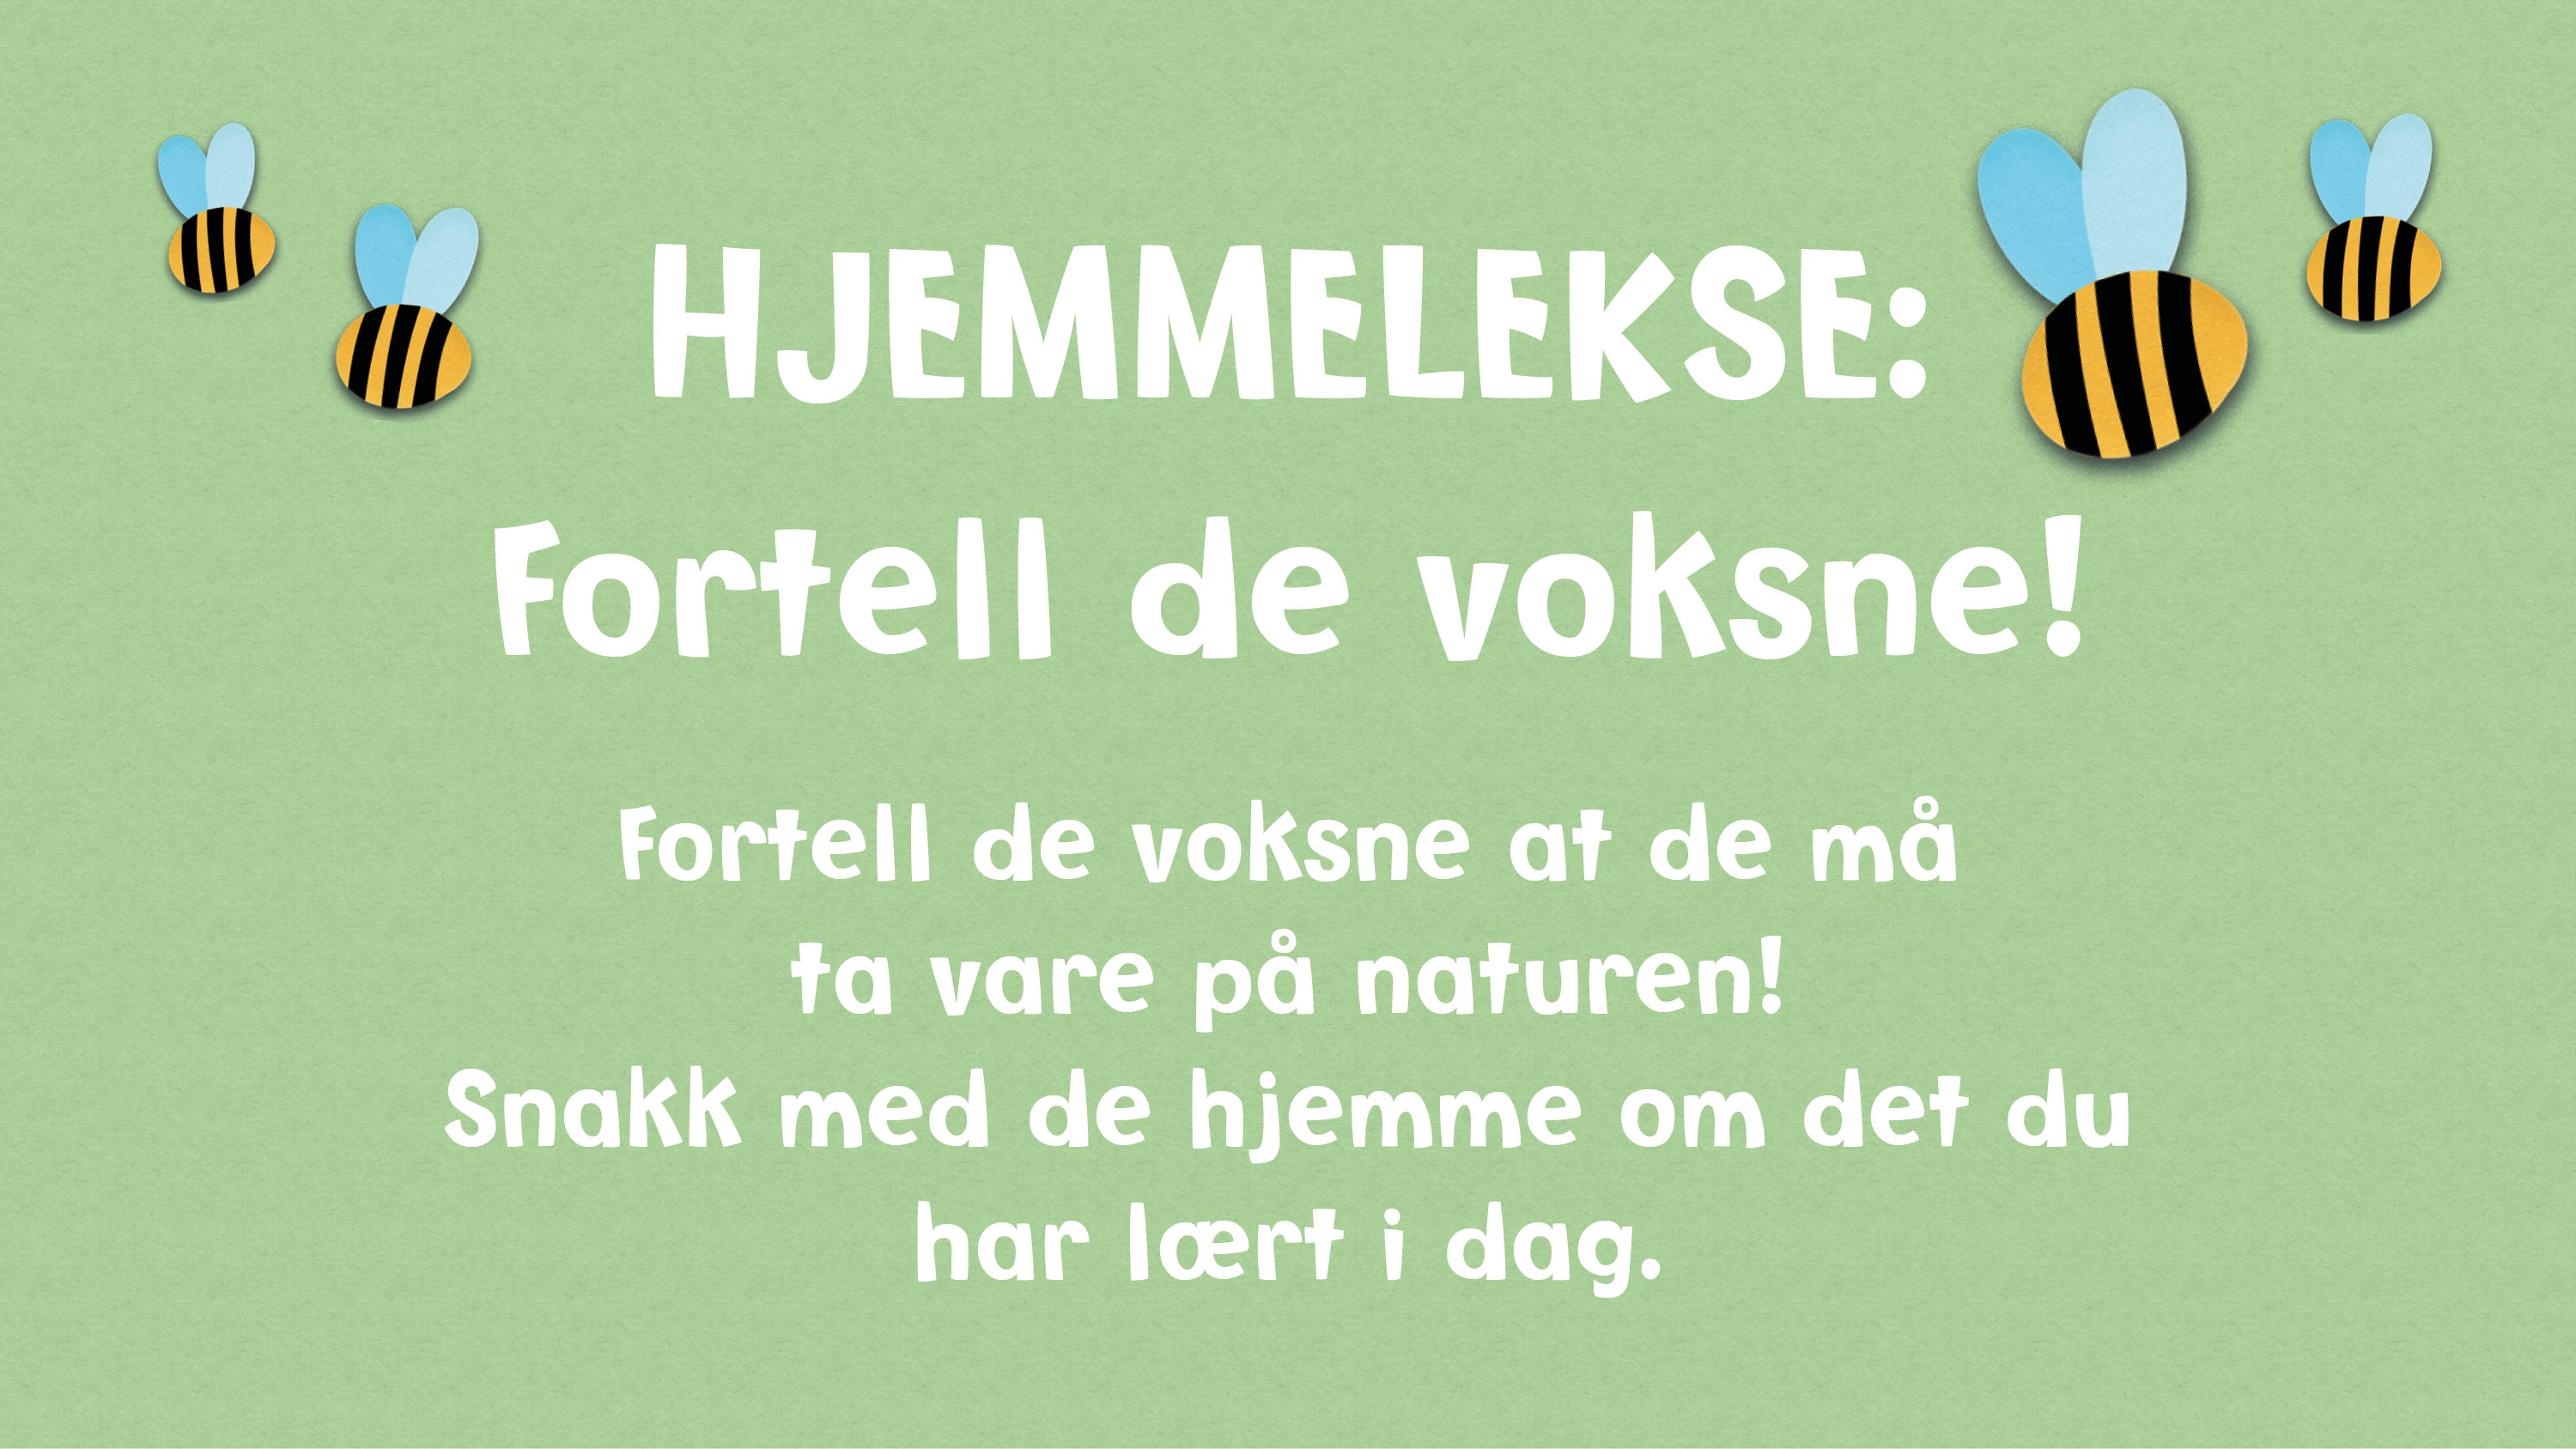 HJEMMELEKSE:
Fortell de voksne!
Fortell de voksne at de må
ta vare på naturen!
Snakk med de hjemme om det du
har lært i dag.